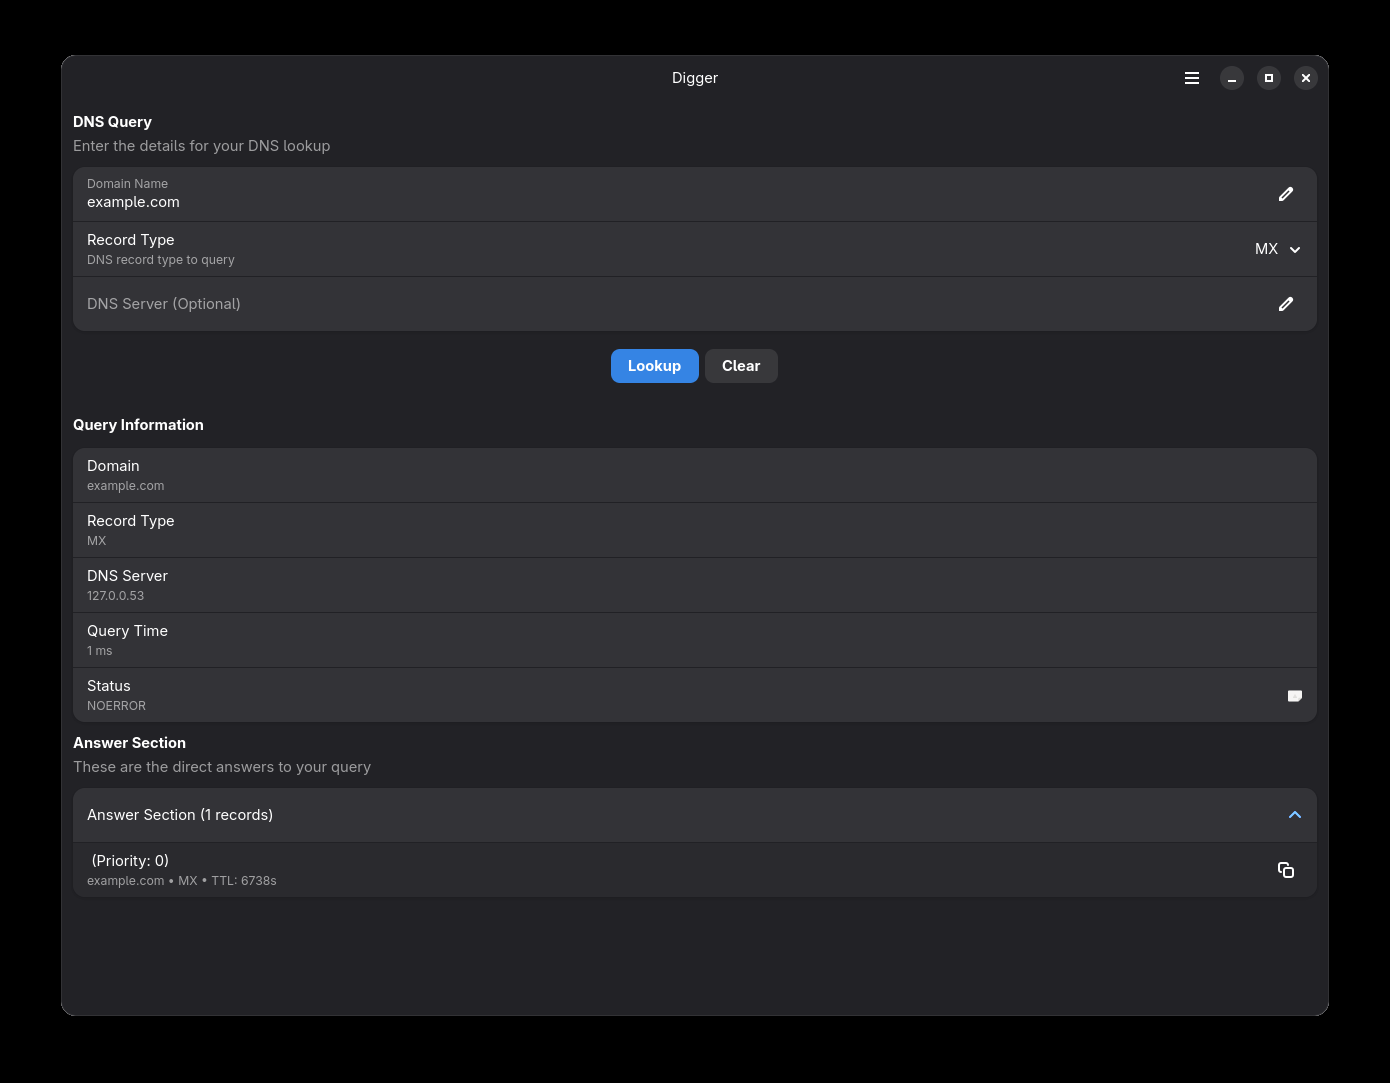 Digger
DNS Query
Enter the details for your DNS lookup
Domain Name
example.com
Record Type
MX
DNS record type to query
DNS Server (Optional)
Lookup
Clear
Query Information
Domain
example.com
Record Type
MX
DNS Server
127.0.0.53
Query Time
1 ms
Status
NOERROR
Answer Section
These are the direct answers to your query
Answer Section (1 records)
(Priority: 0)
example.com • MX • TTL: 6738s